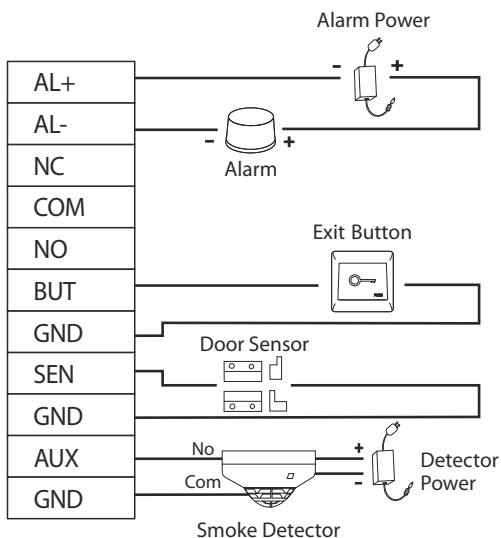 Alarm Power
- +
AL+
AL-
- +
NC
Alarm
COM
NO
Exit Button
BUT
GND
Door Sensor
SEN
GND
AUX
No
+
Com
-
Detector
Power
GND
Smoke Detector